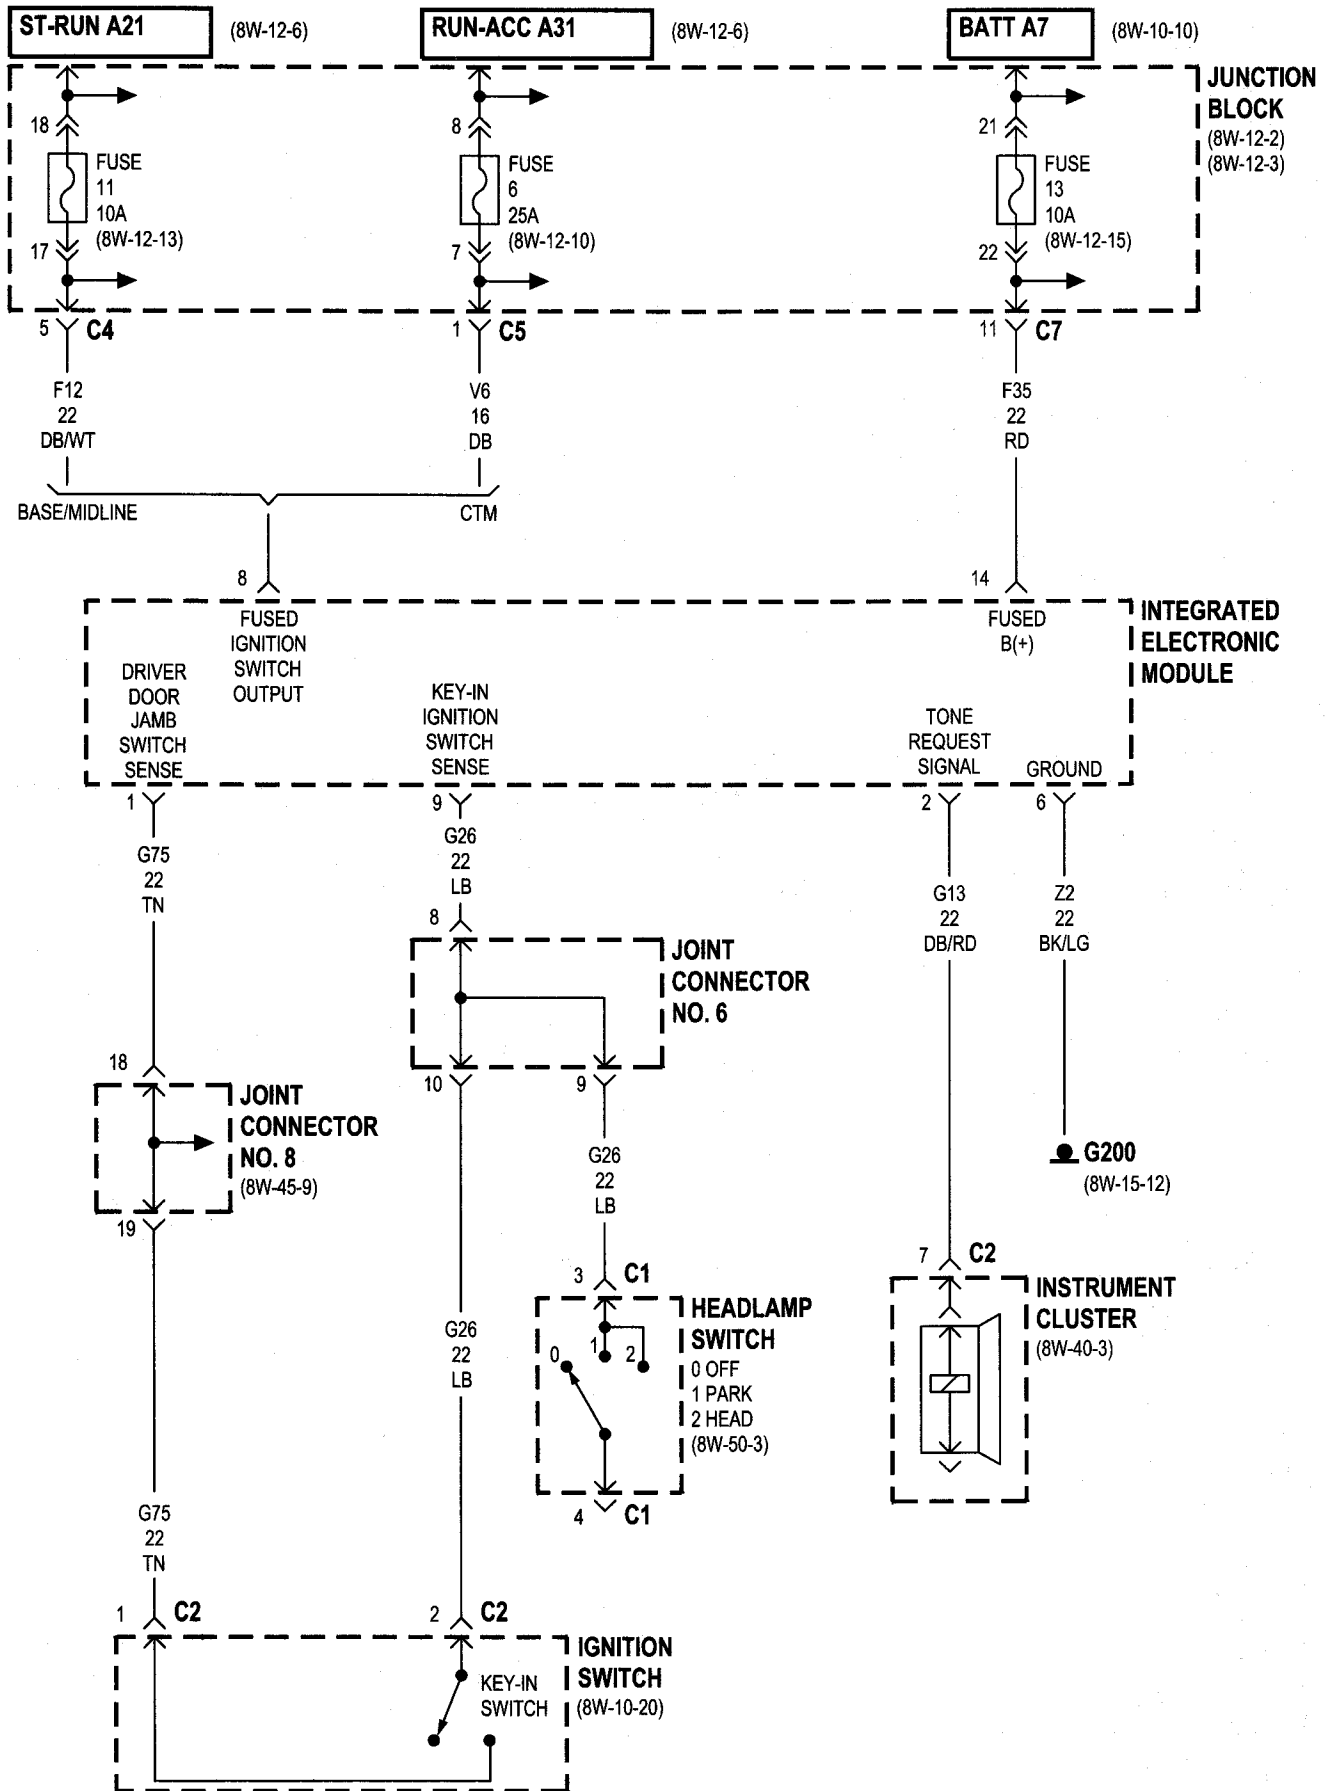 ST-RUN A21
(8W-12-6)
RUN-ACC A31
(8W-12-6)
BATT A7
(8W-10-10)
JUNCTION
BLOCK
(8W-12-2)
(8W-12-3)
18
FUSE
11
10A
(8W-12-13)
17
8
FUSE
6
25A
(8W-12-10)
7
21
FUSE
13
10A
(8W-12-15)
22
5
C4
1
C5
11
C7
F12
22
DB/WT
V6
16
DB
F35
22
RD
BASE/MIDLINE
CTM
8
14
FUSED
IGNITION
SWITCH
OUTPUT
FUSED
B(+)
INTEGRATED
ELECTRONIC
MODULE
DRIVER
DOOR
JAMB
SWITCH
SENSE
KEY-IN
IGNITION
SWITCH
SENSE
TONE
REQUEST
SIGNAL
GROUND
1
9
2
6
G75
22
TN
G26
22
LB
G13
22
DB/RD
Z2
22
BK/LG
8
JOINT
CONNECTOR
NO. 6
10
9
18
JOINT
CONNECTOR
NO. 8
(8W-45-9)
19
G26
22
LB
G200
(8W-15-12)
3
C1
HEADLAMP
SWITCH
0 OFF
1 PARK
2 HEAD
(8W-50-3)
0
1
2
4
C1
7
C2
INSTRUMENT
CLUSTER
(8W-40-3)
G26
22
LB
G75
22
TN
1
C2
2
C2
IGNITION
SWITCH
(8W-10-20)
KEY-IN
SWITCH